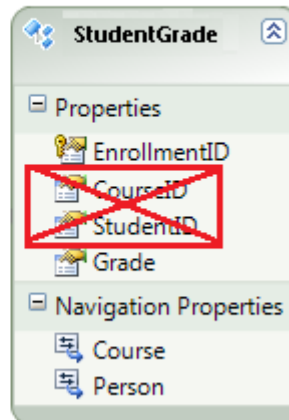 StudentGrade
Properties
EnrollmentID
CourseID
StudentID
Grade
Navigation Properties
Course
Person